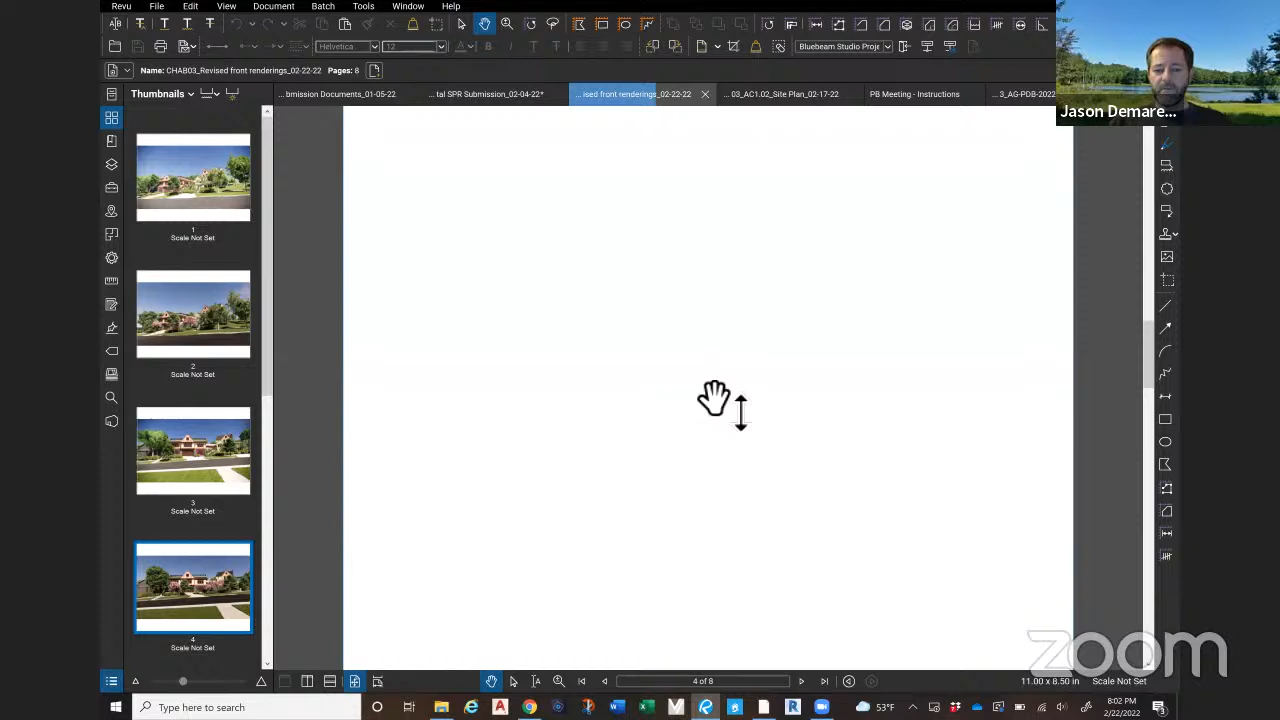 Revu File Edit View Document Batch Tools Window Help
Helvetica 12 Bluebeam Studio Proje
Name: CHAB03_Revised front renderings_02-22-22 Pages: 8
Thumbnails
... bmission Documents_01-05-22 ... tal SPR Submission_02-04-22* ... ised front renderings_02-22-22 ... 03_AC1.02_Site Plan_02-17-22 PB Meeting - Instructions ... 3_AG-PDB-2022
Jason Demare...
1
Scale Not Set
2
Scale Not Set
3
Scale Not Set
4
Scale Not Set
zoom
4 of 8 11.00 x 8.50 in Scale Not Set
Type here to search 53°F 8:02 PM
2/22/2022